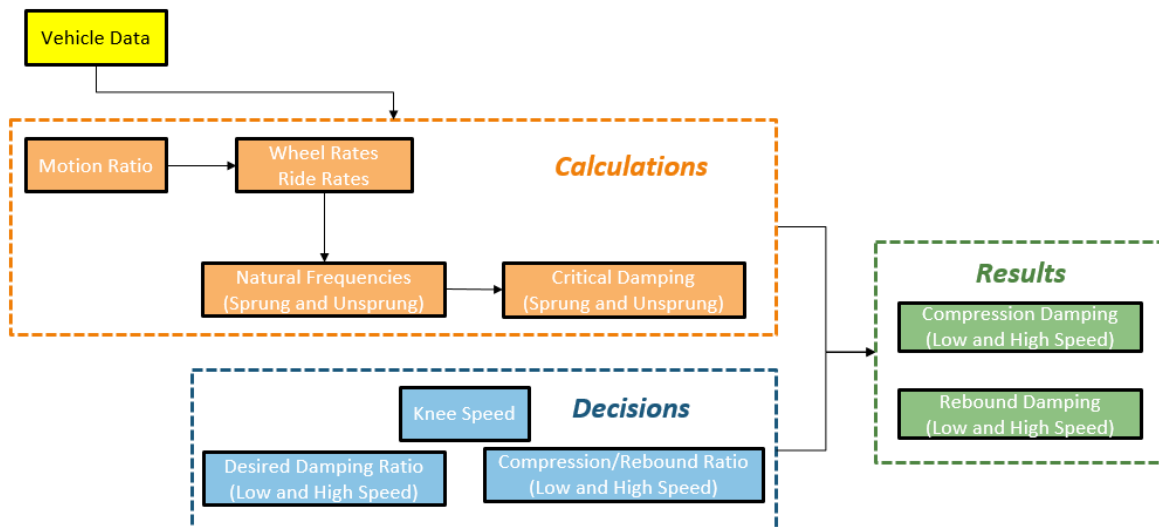 Vehicle Data
Motion Ratio
Wheel Rates
Ride Rates
Calculations
Natural Frequencies
(Sprung and Unsprung)
Critical Damping
(Sprung and Unsprung)
Results
Compression Damping
(Low and High Speed)
Rebound Damping
(Low and High Speed)
Knee Speed
Decisions
Desired Damping Ratio
(Low and High Speed)
Compression/Rebound Ratio
(Low and High Speed)